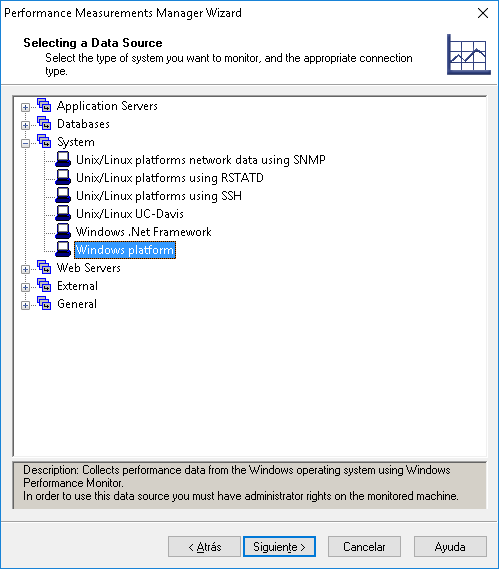 Performance Measurements Manager Wizard
Selecting a Data Source
Select the type of system you want to monitor, and the appropriate connection
type.
Application Servers
Databases
System
Unix/Linux platforms network data using SNMP
Unix/Linux platforms using RSTATD
Unix/Linux platforms using SSH
Unix/Linux UC-Davis
Windows .Net Framework
Windows platform
Web Servers
External
General
Description: Collects performance data from the Windows operating system using Windows
Performance Monitor.
In order to use this data source you must have administrator rights on the monitored machine.
< Atrás Siguiente > Cancelar Ayuda